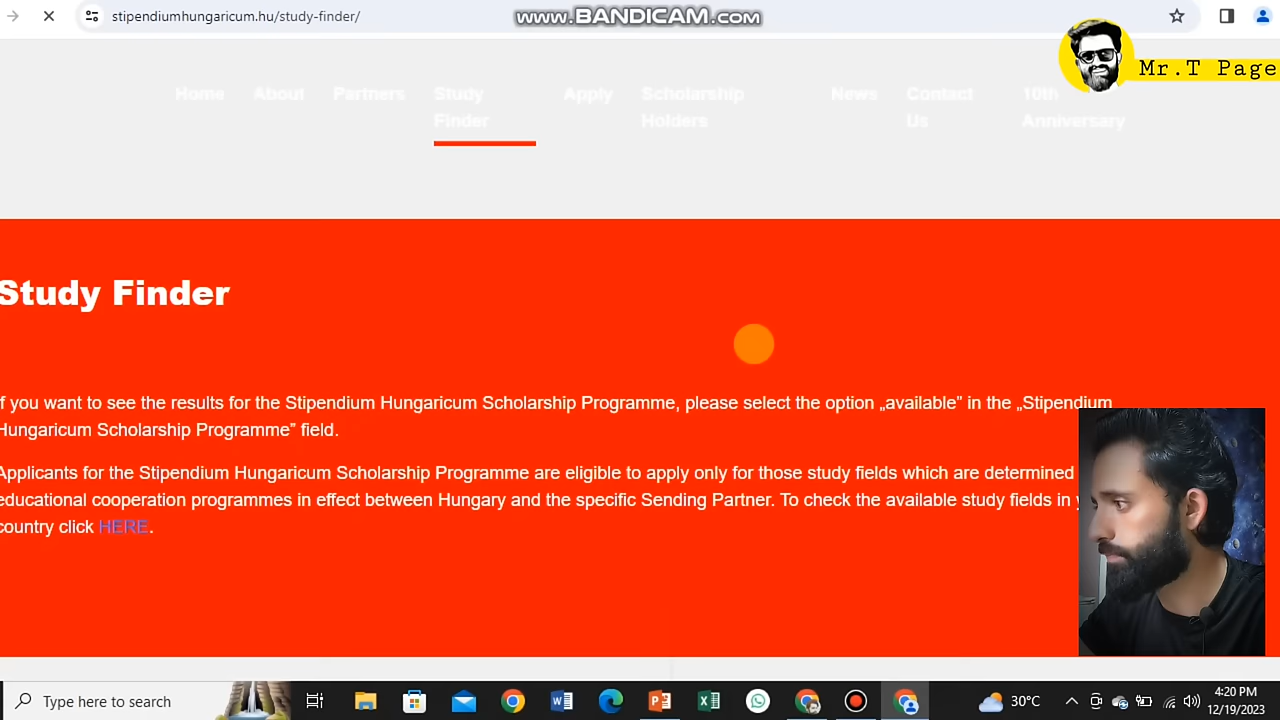 stipendiumhungaricum.hu/study-finder/
www.BANDICAM.com
Mr.T Page
Home About Partners Study Finder Apply Scholarship Holders News Contact Us 10th Anniversary
Study Finder
If you want to see the results for the Stipendium Hungaricum Scholarship Programme, please select the option „available” in the „Stipendium
Hungaricum Scholarship Programme” field.
Applicants for the Stipendium Hungaricum Scholarship Programme are eligible to apply only for those study fields which are determined
educational cooperation programmes in effect between Hungary and the specific Sending Partner. To check the available study fields in
country click HERE.
Type here to search
30°C
4:20 PM
12/19/2023